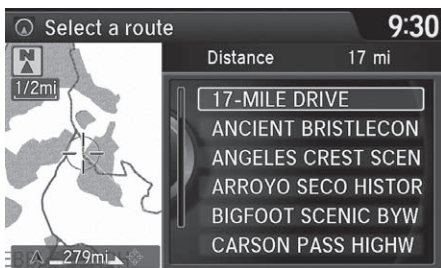 Select a route
9:30
N
1/2mi
Distance 17 mi
17-MILE DRIVE
ANCIENT BRISTLECON
ANGELES CREST SCEN
ARROYO SECO HISTOR
BIGFOOT SCENIC BYW
CARSON PASS HIGHW
279mi